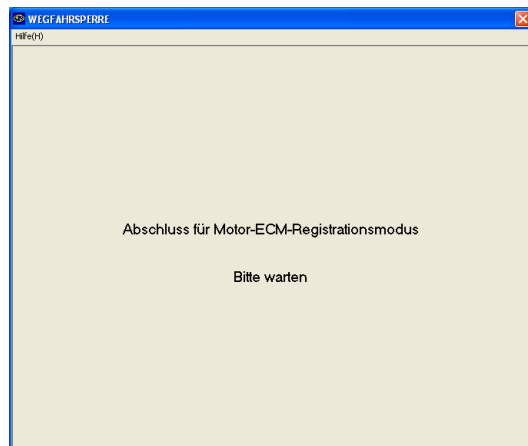 WEGFAHRSPERRE
Hilfe(H)
Abschluss für Motor-ECM-Registrationsmodus
Bitte warten